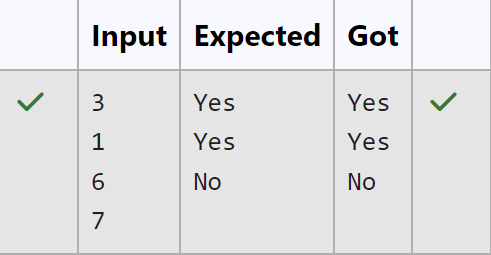 Input Expected Got
3 Yes Yes
1 Yes Yes
6 No No
7